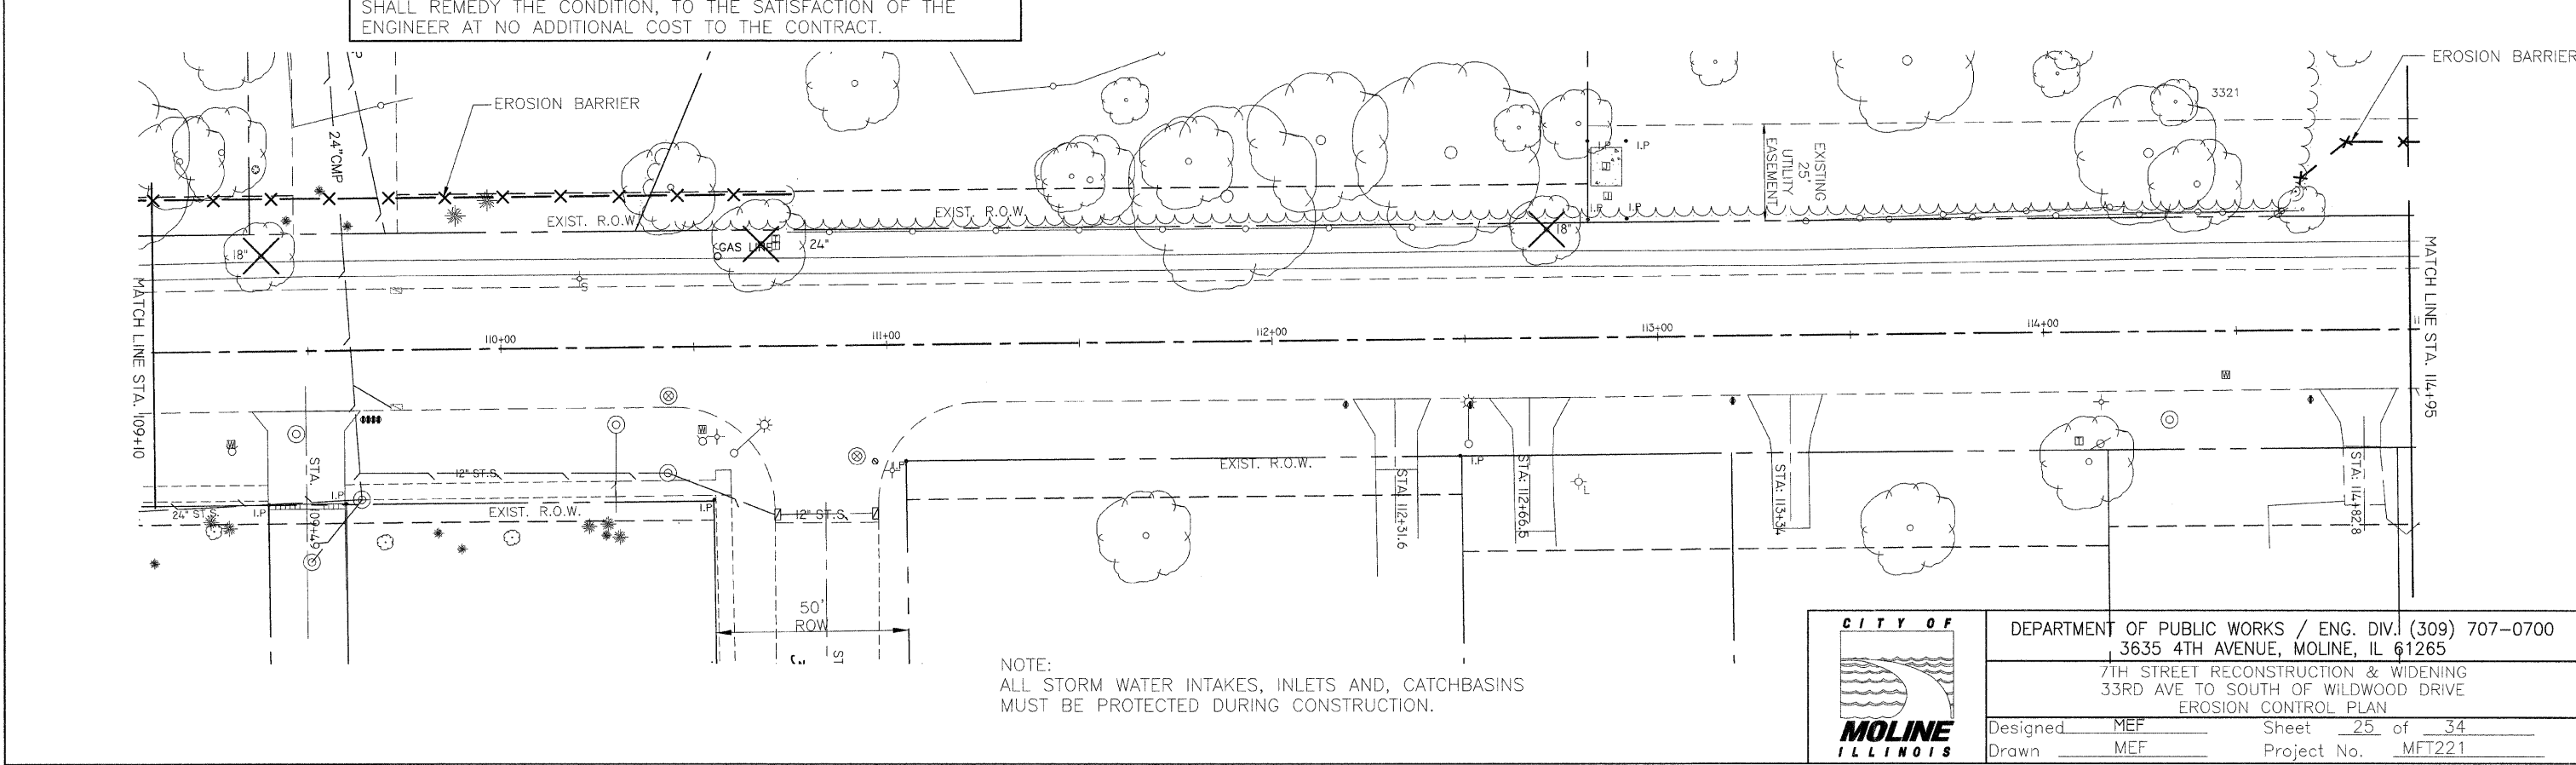 SHALL REMEDY THE CONDITION, TO THE SATISFACTION OF THE
ENGINEER AT NO ADDITIONAL COST TO THE CONTRACT.
EROSION BARRIER
EROSION BARRIER
24"CMP
3321
I.P
I.P
EXISTING
25'
UTILITY
EASEMENT
EXIST. R.O.W.
EXIST. R.O.W.
I.P
I.P
18"
GAS LINE
24"
18"
S
MATCH LINE STA. 109+10
110+00
111+00
112+00
113+00
114+00
MATCH LINE STA. 114+95
W
W
W
12" ST.S.
I.P
EXIST. R.O.W.
I.P
L
STA. 109+49
24" ST.S.
I.P
I.P
I.P
EXIST. R.O.W.
12" ST.S.
STA: 112+31.6
STA: 112+66.5
STA: 113+34
STA: 114+82.8
50'
ROW
ST
NOTE:
ALL STORM WATER INTAKES, INLETS AND, CATCHBASINS
MUST BE PROTECTED DURING CONSTRUCTION.
CITY OF
MOLINE
ILLINOIS
DEPARTMENT OF PUBLIC WORKS / ENG. DIV. (309) 707-0700
3635 4TH AVENUE, MOLINE, IL 61265
7TH STREET RECONSTRUCTION & WIDENING
33RD AVE TO SOUTH OF WILDWOOD DRIVE
EROSION CONTROL PLAN
Designed MEF Sheet 25 of 34
Drawn MEF Project No. MFT221